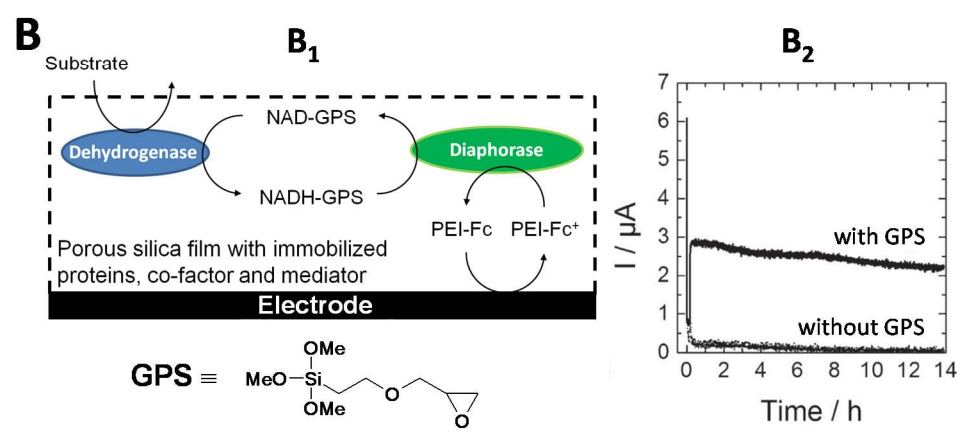 B
B1
Substrate
NAD-GPS
Dehydrogenase
Diaphorase
NADH-GPS
PEI-Fc PEI-Fc+
Porous silica film with immobilized
proteins, co-factor and mediator
Electrode
GPS ≡
OMe
MeO
Si
OMe
O
O
B2
7
6
5
4
3
2
1
0
I / µA
with GPS
without GPS
0 2 4 6 8 10 12 14
Time / h